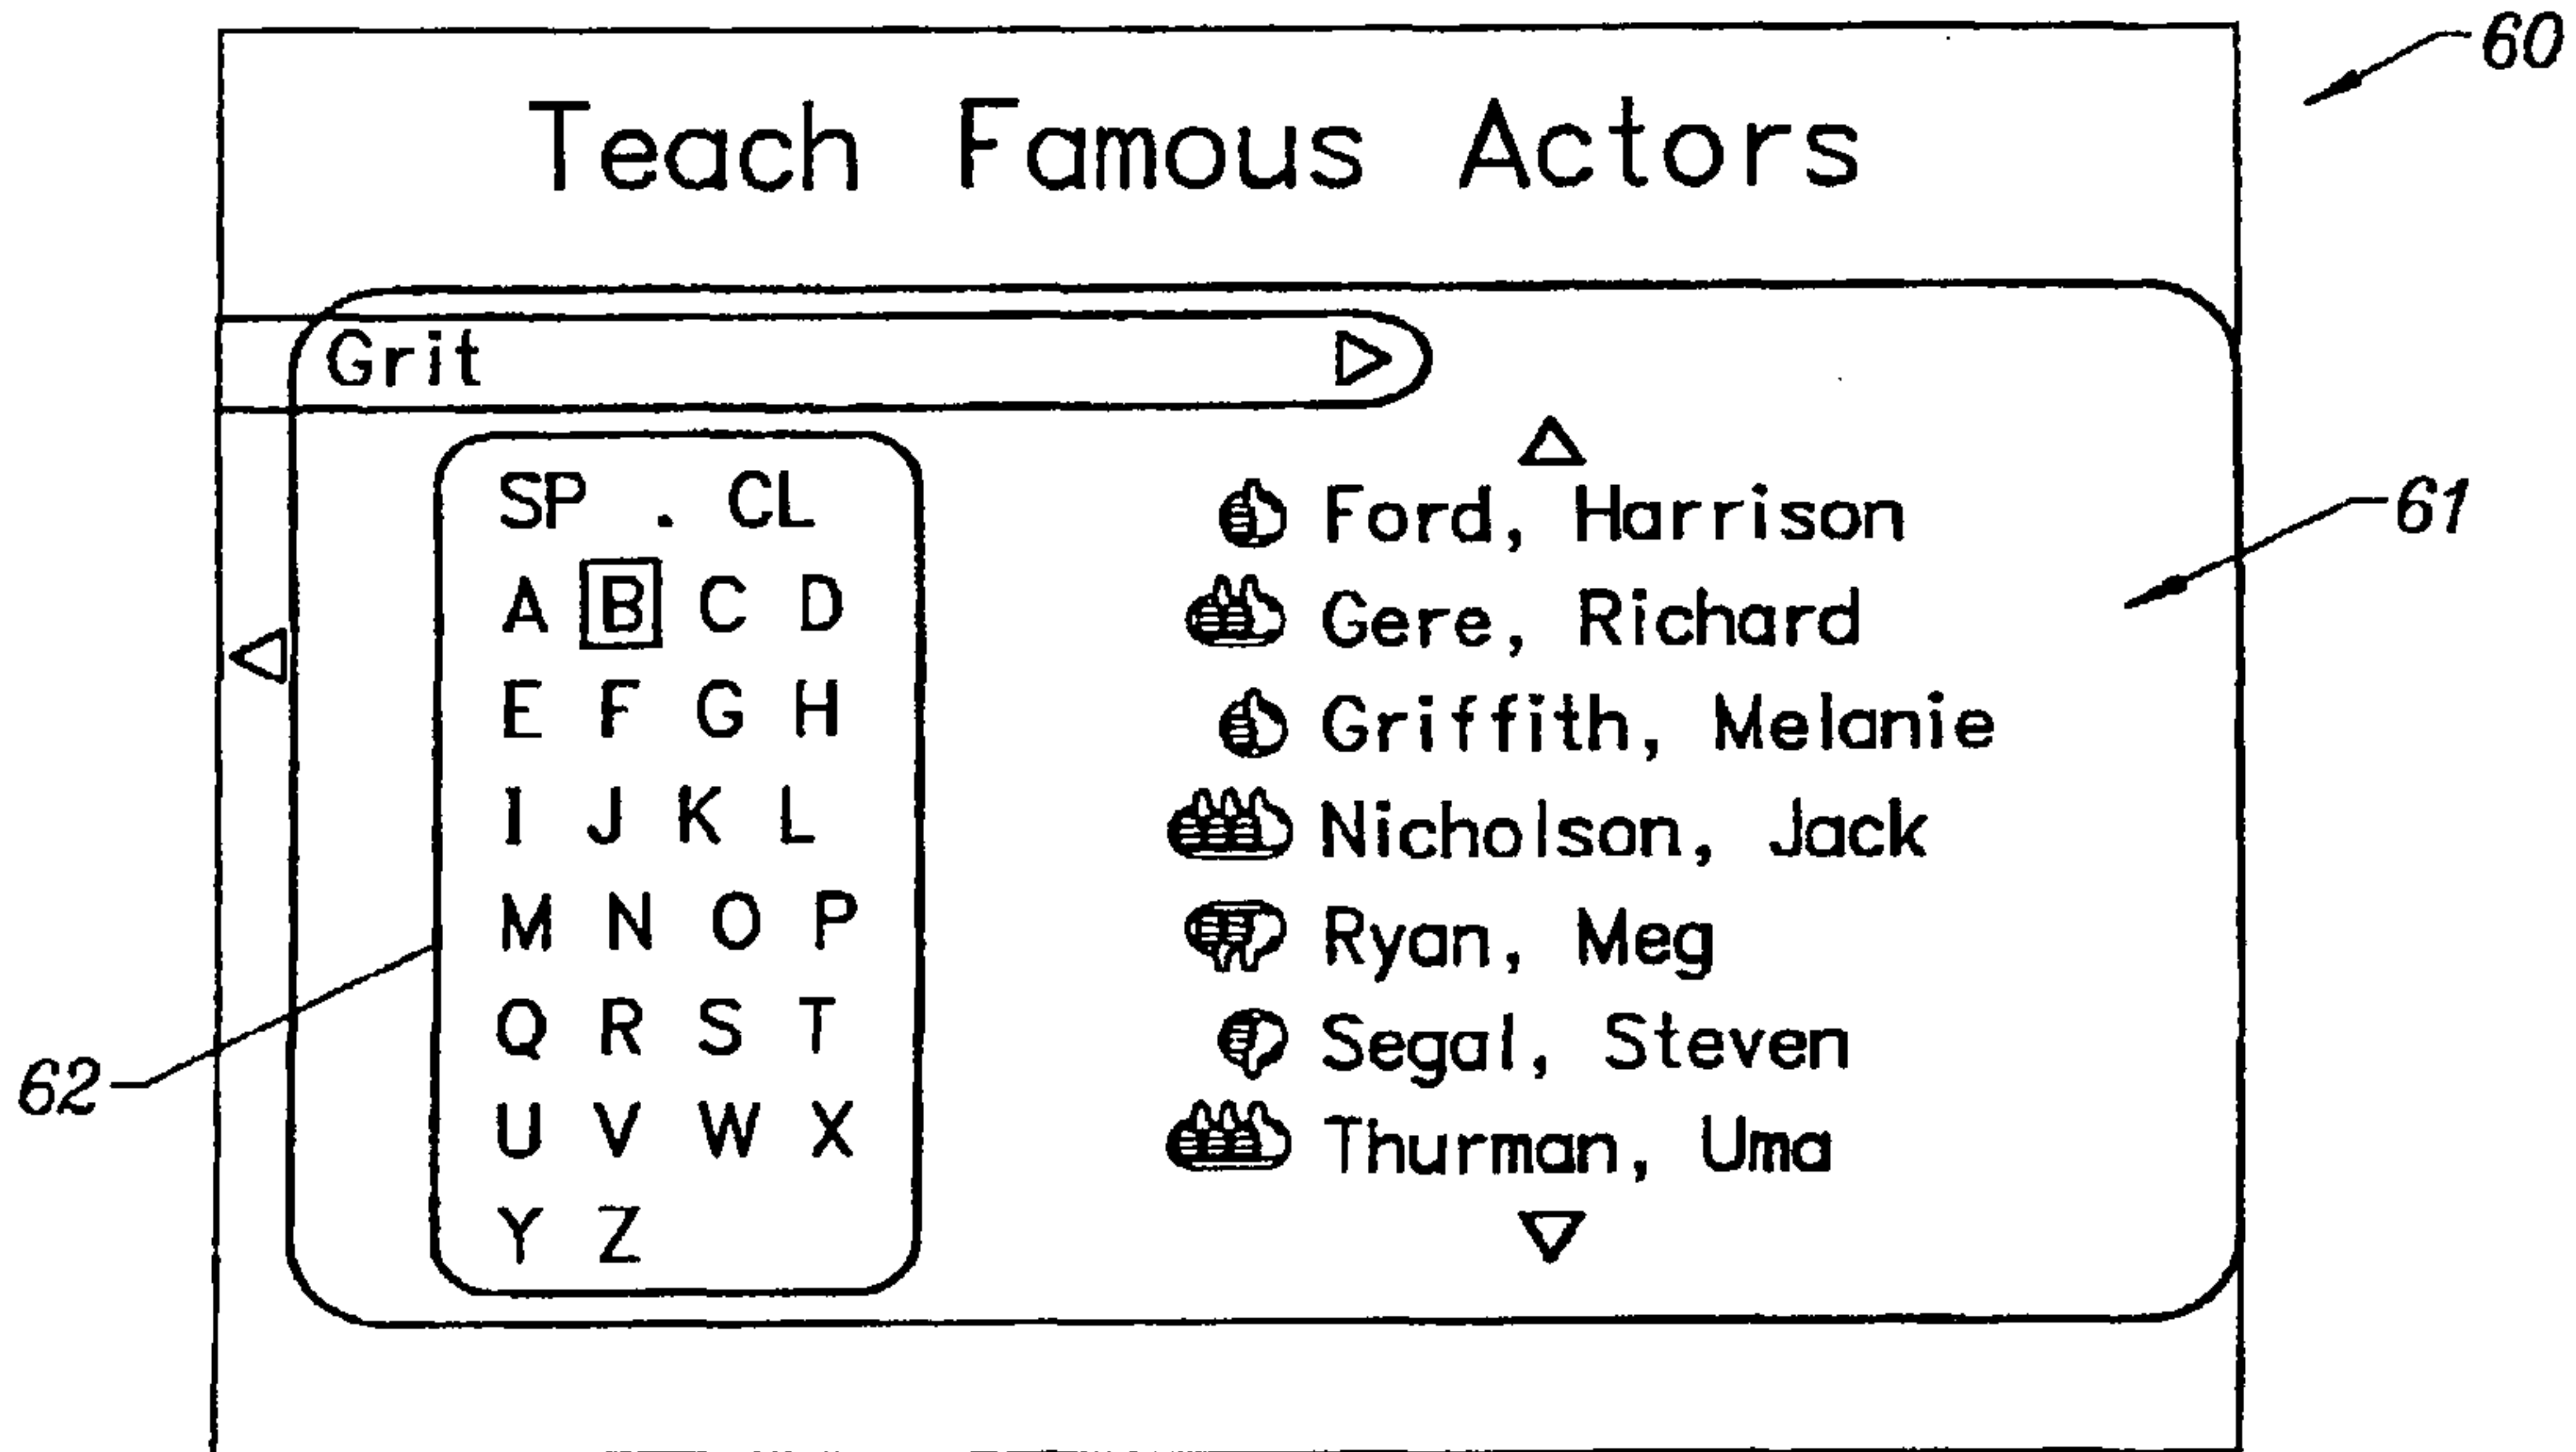 60
Teach Famous Actors
Grit
SP . CL
A B C D
E F G H
I J K L
M N O P
Q R S T
U V W X
Y Z
Ford, Harrison
Gere, Richard
Griffith, Melanie
Nicholson, Jack
Ryan, Meg
Segal, Steven
Thurman, Uma
61
62